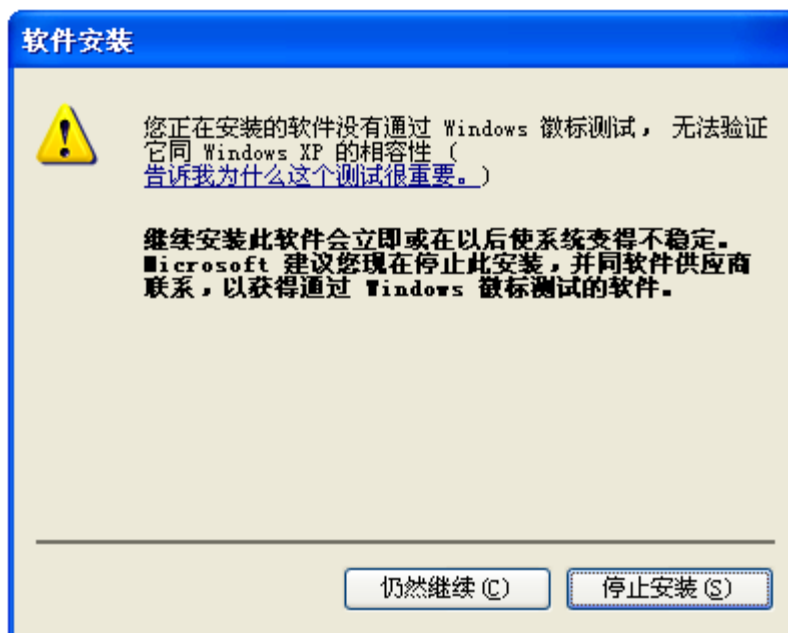 软件安装
您正在安装的软件没有通过 Windows 徽标测试， 无法验证
它同 Windows XP 的相容性（
告诉我为什么这个测试很重要。）
继续安装此软件会立即或在以后使系统变得不稳定。
Microsoft 建议您现在停止此安装，并同软件供应商
联系，以获得通过 Windows 徽标测试的软件。
仍然继续(C)
停止安装(S)